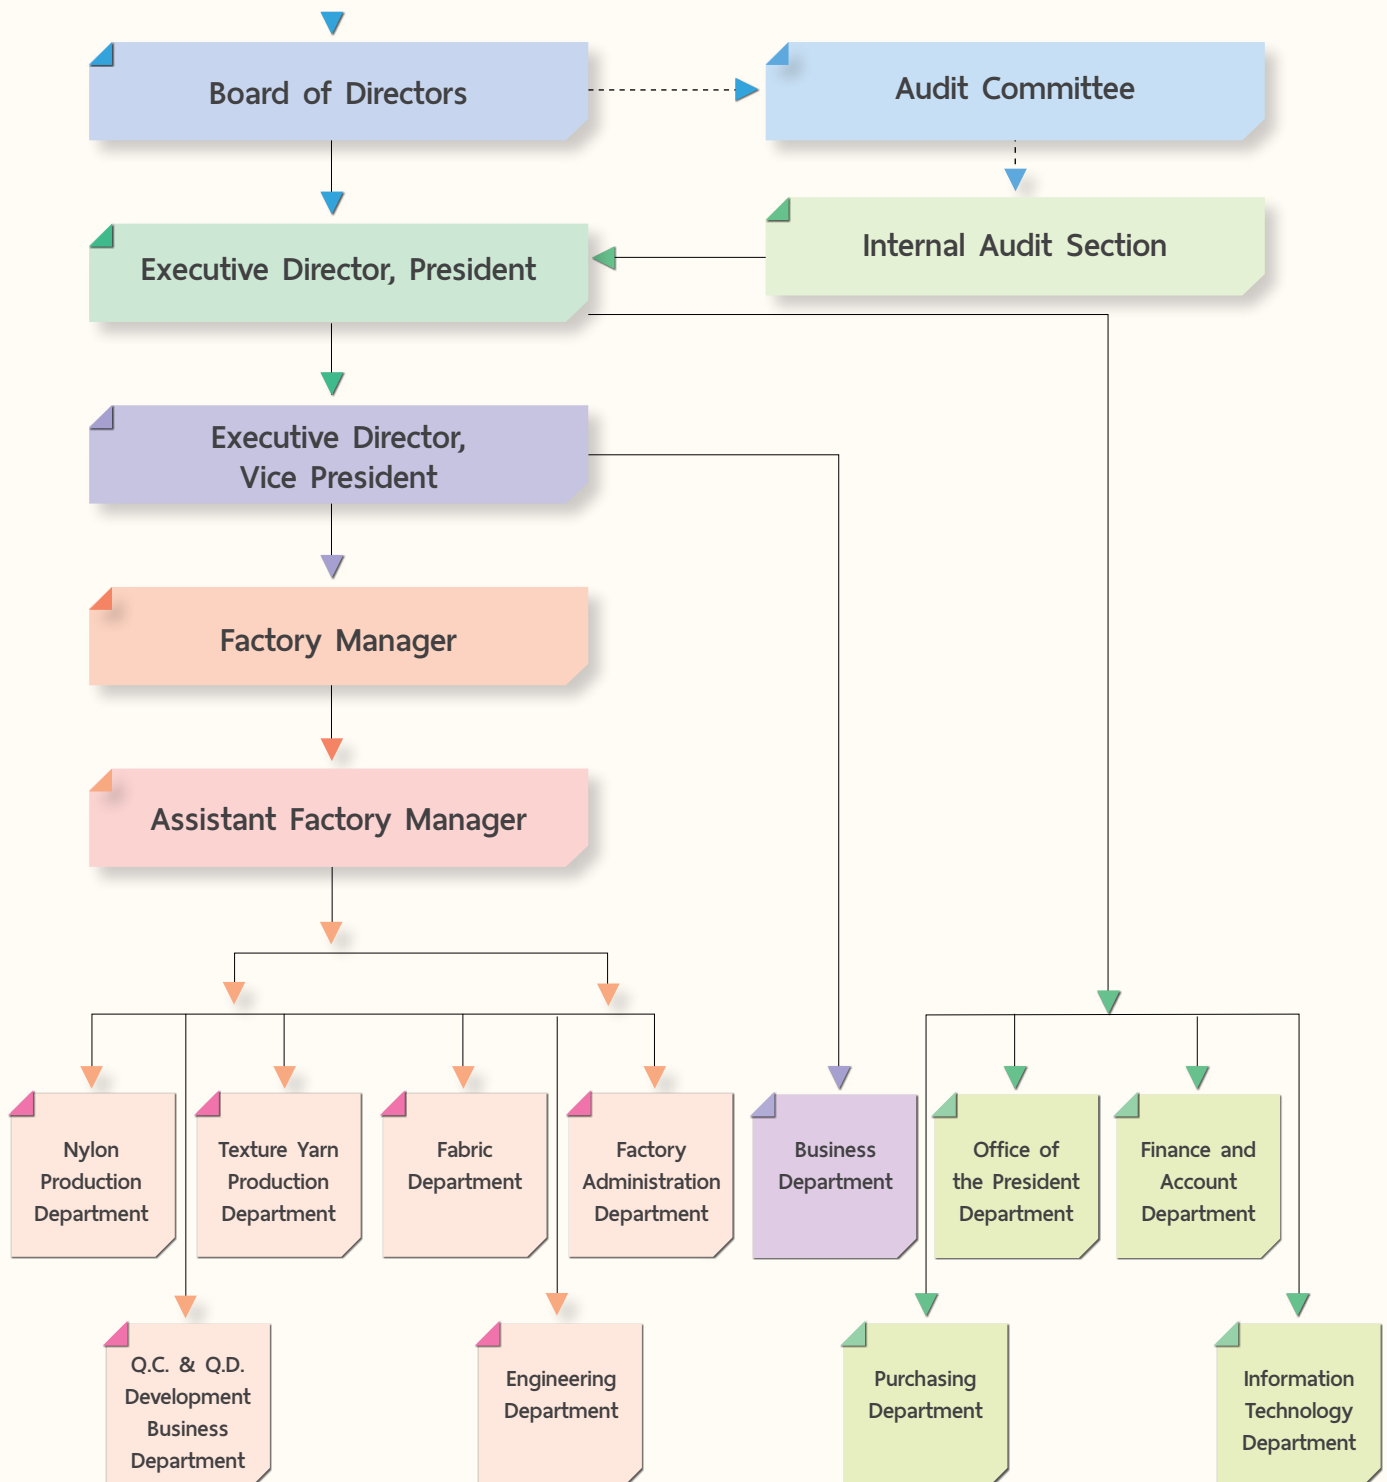 Board of Directors
Audit Committee
Internal Audit Section
Executive Director, President
Executive Director,
Vice President
Factory Manager
Assistant Factory Manager
Nylon
Production
Department
Texture Yarn
Production
Department
Fabric
Department
Factory
Administration
Department
Business
Department
Office of
the President
Department
Finance and
Account
Department
Q.C. & Q.D.
Development
Business
Department
Engineering
Department
Purchasing
Department
Information
Technology
Department